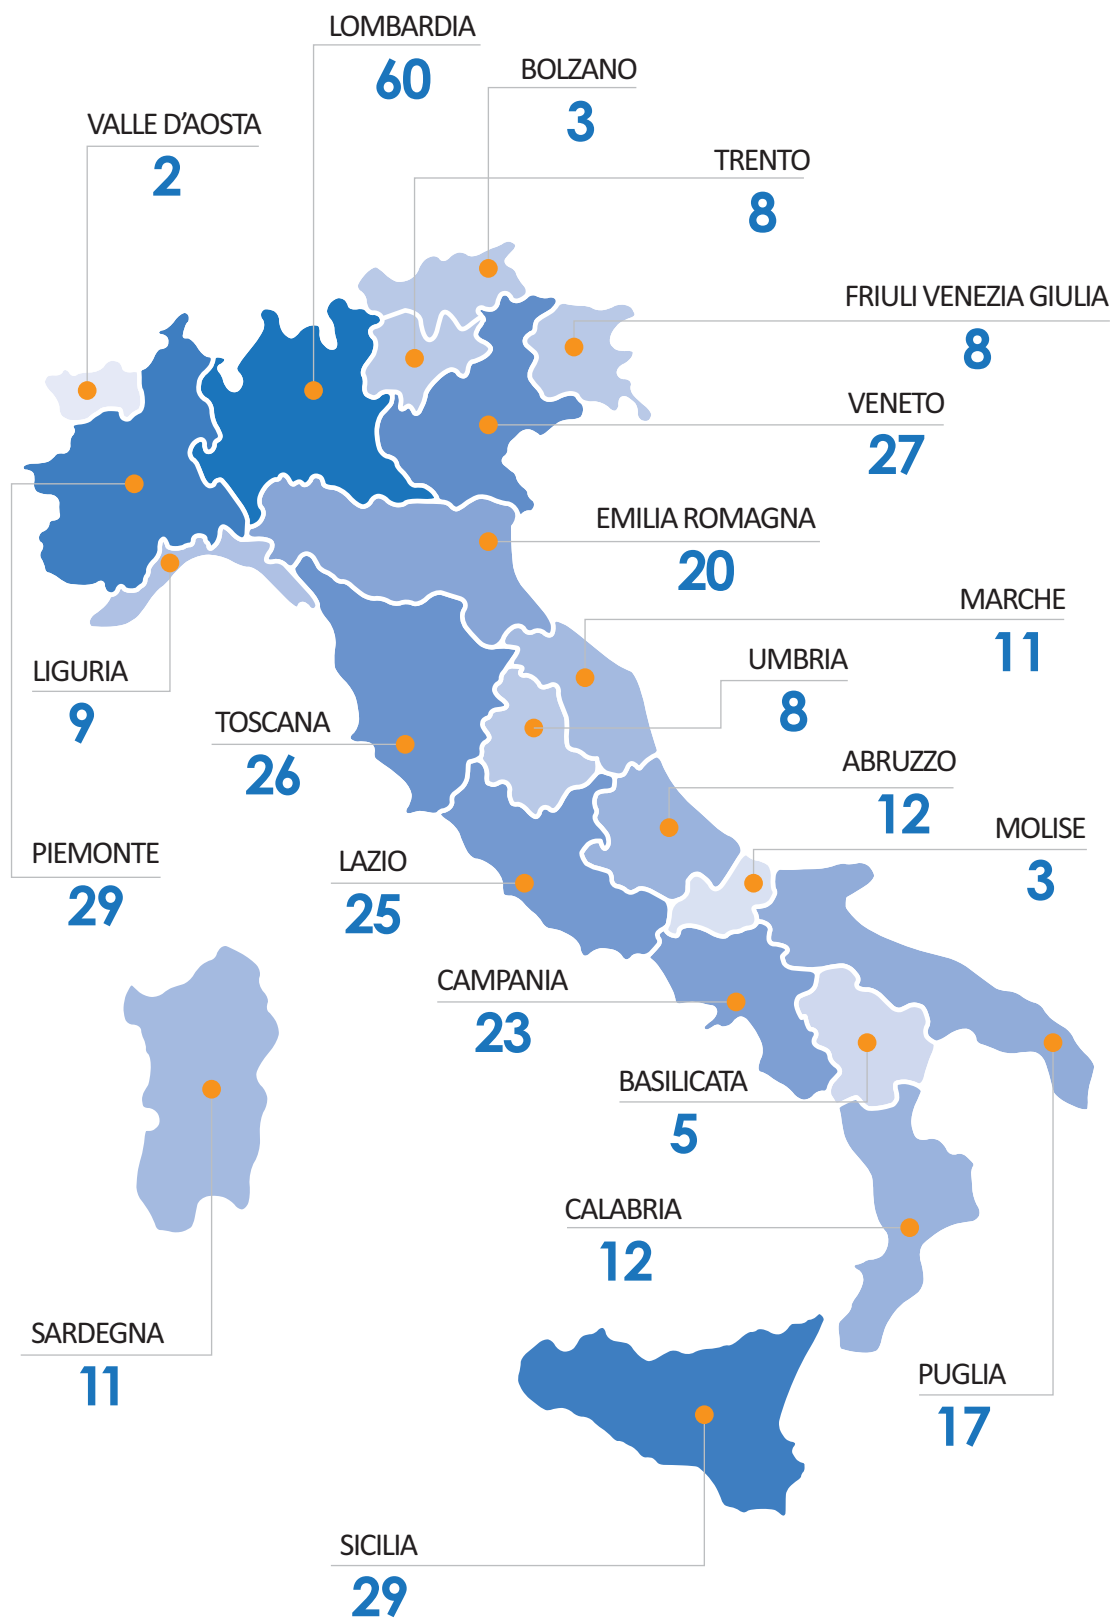 LOMBARDIA
60
BOLZANO
3
VALLE D'AOSTA
2
TRENTO
8
FRIULI VENEZIA GIULIA
8
VENETO
27
EMILIA ROMAGNA
20
MARCHE
11
UMBRIA
8
LIGURIA
9
TOSCANA
26
ABRUZZO
12
MOLISE
3
PIEMONTE
29
LAZIO
25
CAMPANIA
23
BASILICATA
5
CALABRIA
12
SARDEGNA
11
PUGLIA
17
SICILIA
29